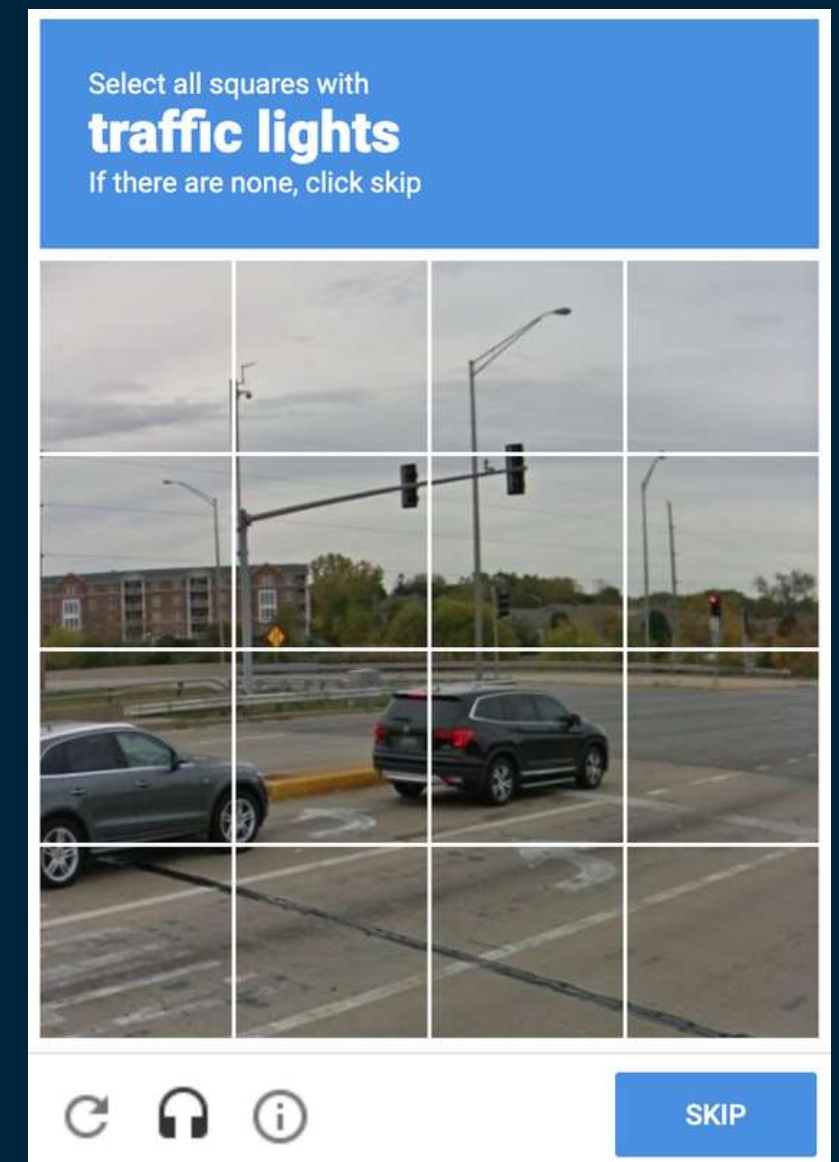 Select all squares with
traffic lights
If there are none, click skip
SKIP